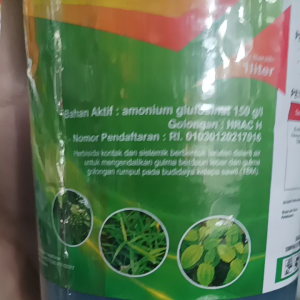 1liter
Bahan Aktif : amonium glufosinat 150 g/l
Golongan : HRAC H
Nomor Pendaftaran : RI. 01030120217916
Herbisida kontak dan sistemik berbentuk larutan dalam air
untuk mengendalikan gulma berdaun lebar dan gulma
golongan rumput pada budidaya kelapa sawit (TBM).